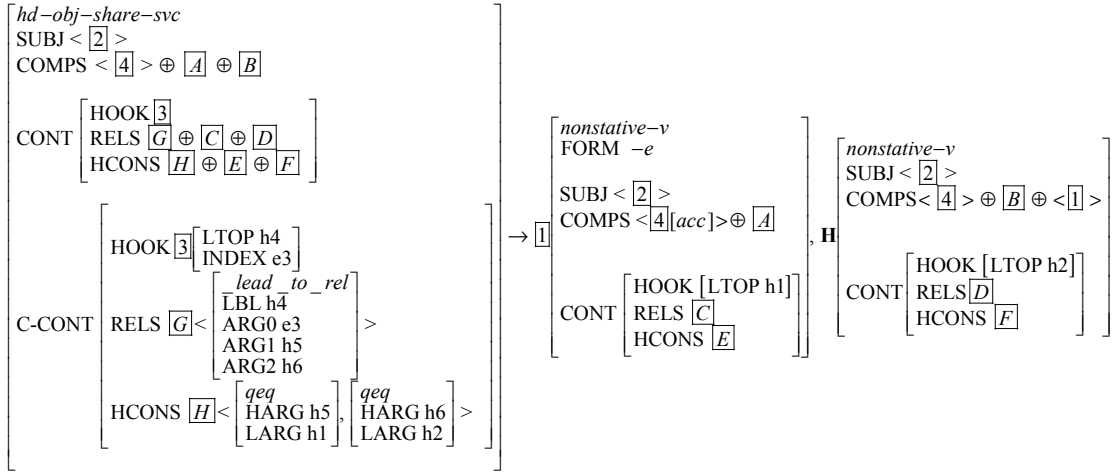 hd−obj−share−svc
SUBJ < 2 >
COMPS < 4 > ⊕ A ⊕ B
CONT
HOOK 3
RELS G ⊕ C ⊕ D
HCONS H ⊕ E ⊕ F
C-CONT
HOOK 3 LTOP h4
INDEX e3
RELS G <
_lead_to_rel
LBL h4
ARG0 e3
ARG1 h5
ARG2 h6
>
HCONS H <
qeq
HARG h5
LARG h1
,
qeq
HARG h6
LARG h2
>
→ 1
nonstative−v
FORM −e
SUBJ < 2 >
COMPS < 4 [acc]> ⊕ A
CONT
HOOK [LTOP h1]
RELS C
HCONS E
, H
nonstative−v
SUBJ < 2 >
COMPS< 4 > ⊕ B ⊕ < 1 >
CONT
HOOK [LTOP h2]
RELS D
HCONS F